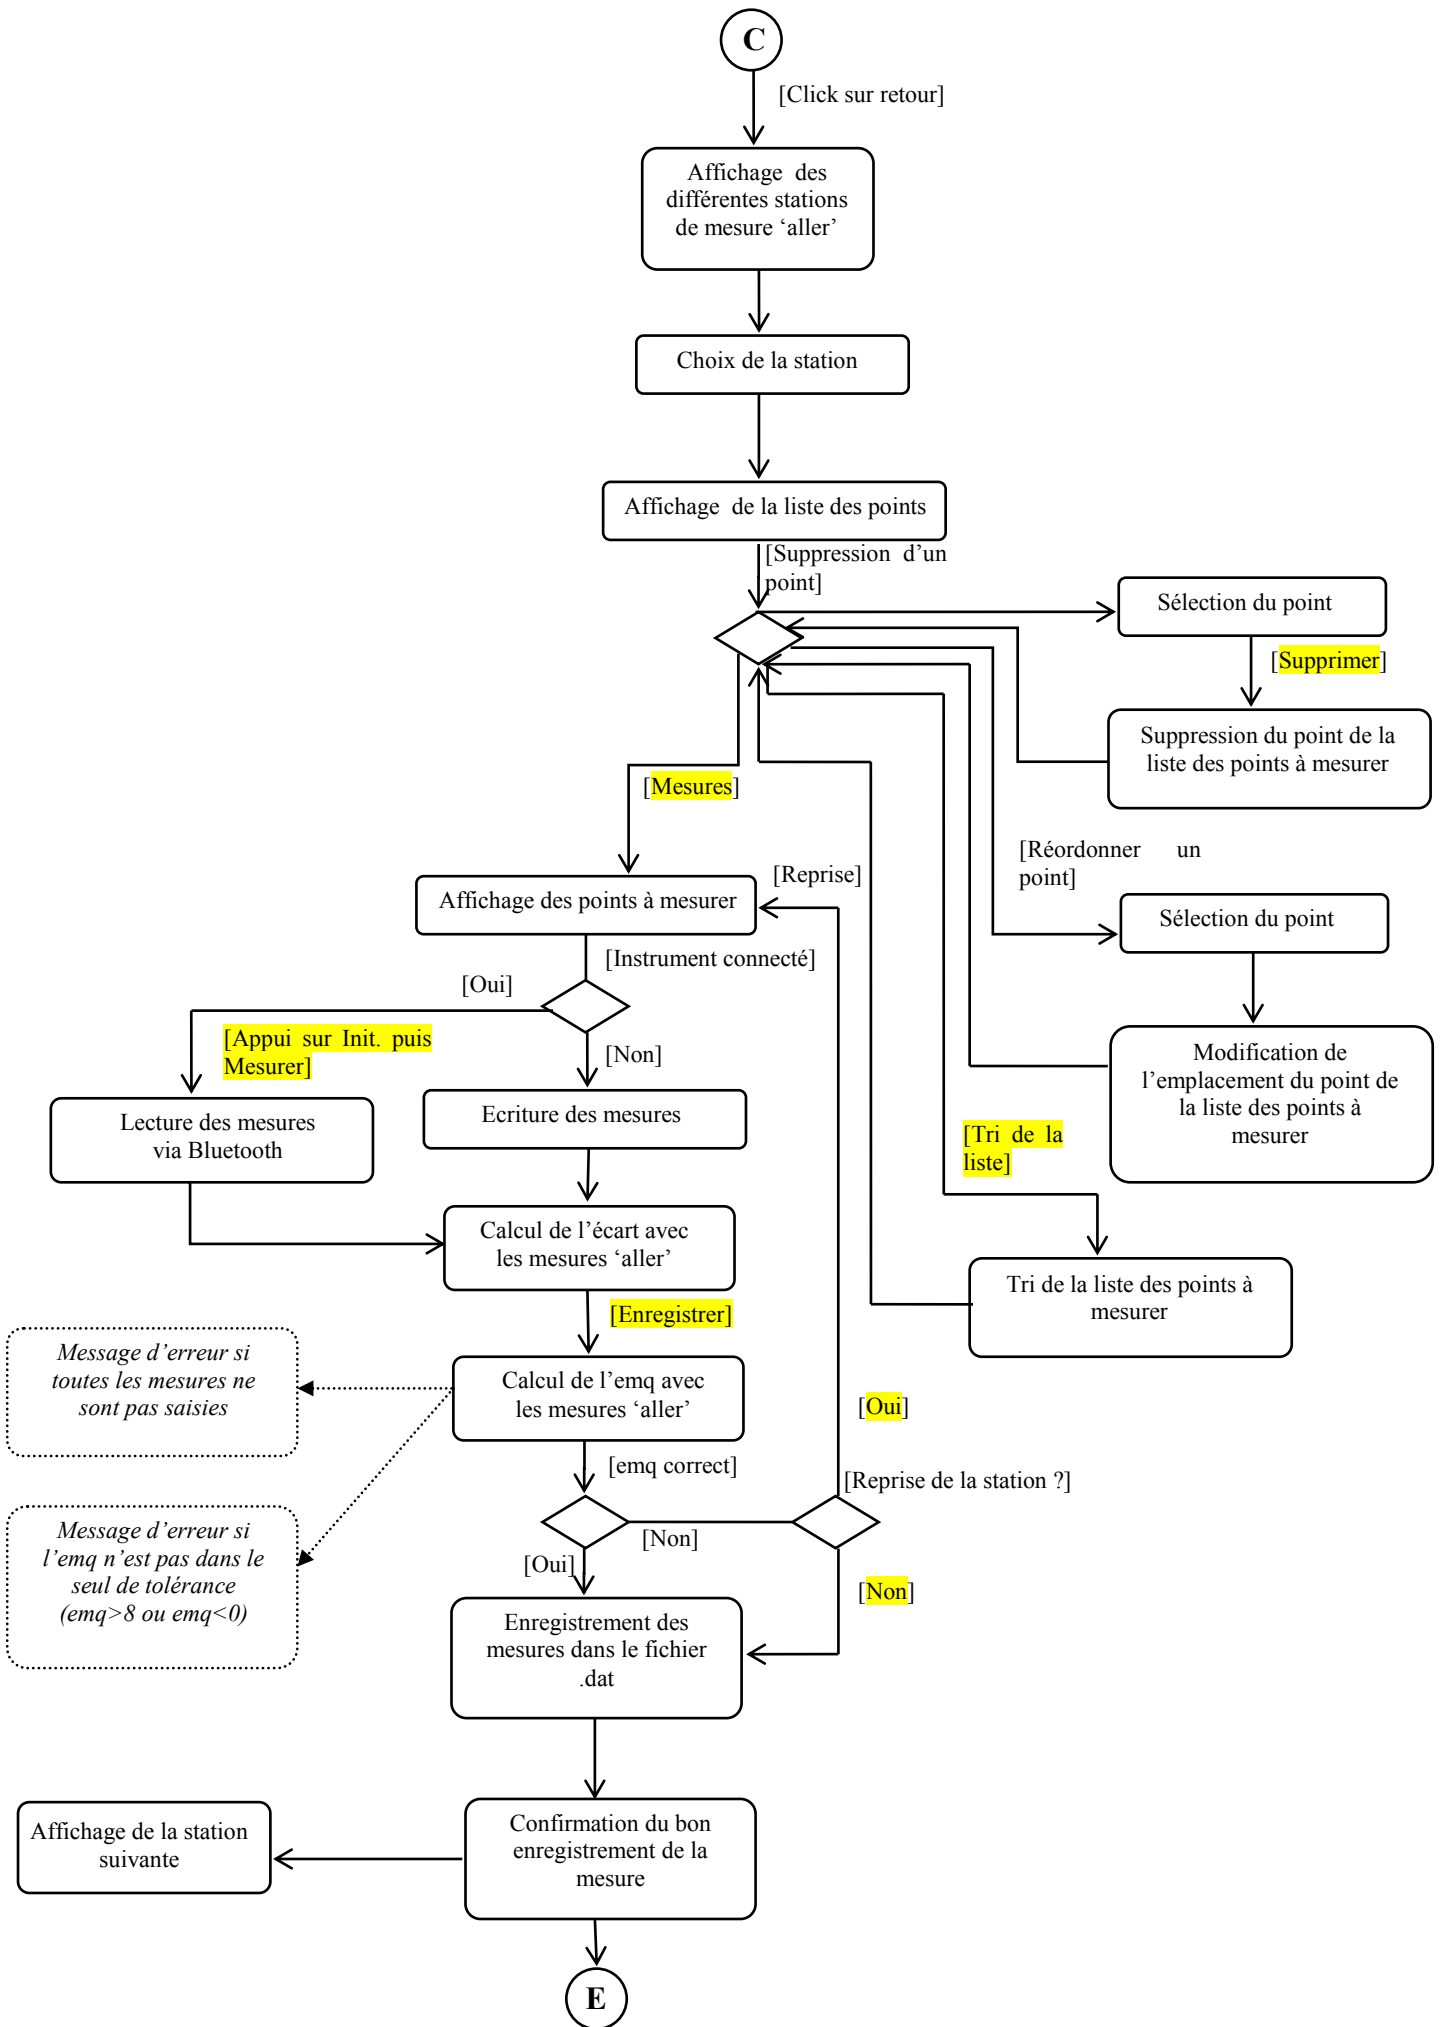 C
[Click sur retour]
Affichage des
différentes stations
de mesure ‘aller’
Choix de la station
Affichage de la liste des points
[Suppression d’un
point]
Sélection du point
[Supprimer]
Suppression du point de la
liste des points à mesurer
[Mesures]
[Réordonner un
point]
[Reprise]
Affichage des points à mesurer
Sélection du point
[Instrument connecté]
[Oui]
[Appui sur Init. puis
Mesurer]
[Non]
Modification de
l’emplacement du point de
la liste des points à
mesurer
Lecture des mesures
via Bluetooth
Ecriture des mesures
[Tri de la
liste]
Calcul de l’écart avec
les mesures ‘aller’
Tri de la liste des points à
mesurer
[Enregistrer]
Message d’erreur si
toutes les mesures ne
sont pas saisies
Calcul de l’emq avec
les mesures ‘aller’
[Oui]
[emq correct]
[Reprise de la station ?]
Message d’erreur si
l’emq n’est pas dans le
seul de tolérance
(emq>8 ou emq<0)
[Non]
[Oui]
[Non]
Enregistrement des
mesures dans le fichier
.dat
Affichage de la station
suivante
Confirmation du bon
enregistrement de la
mesure
E